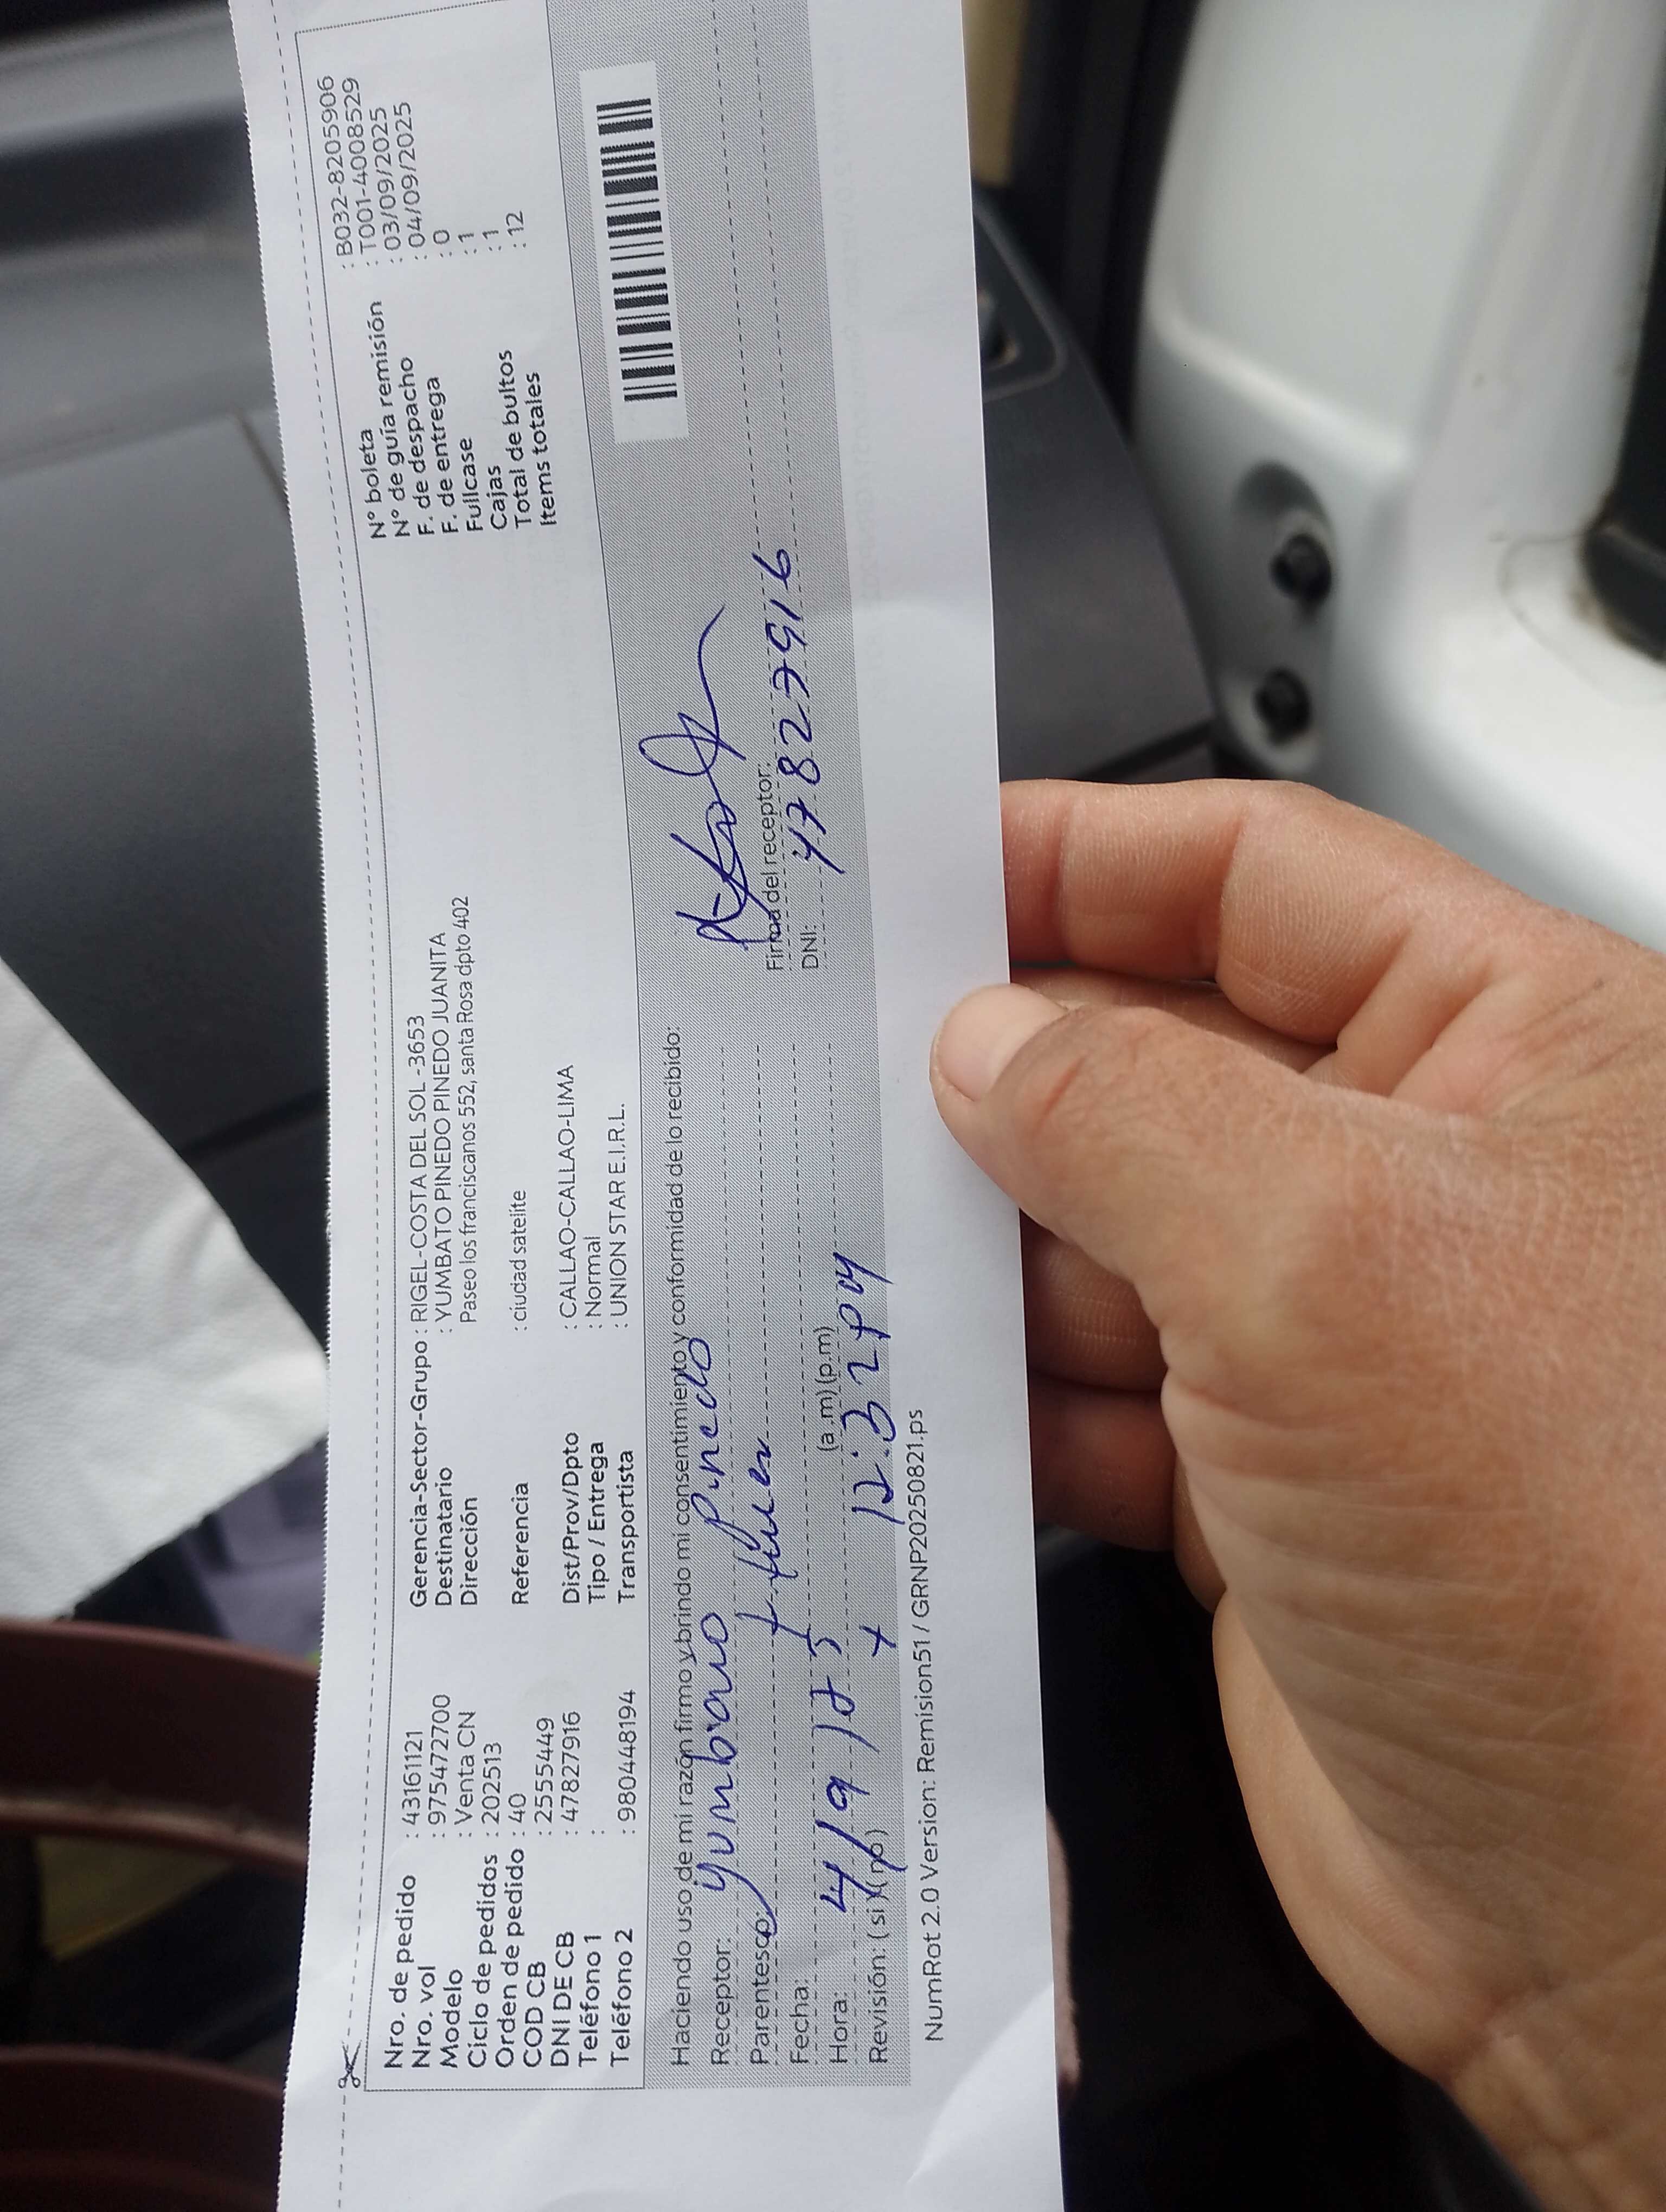 Nro. de pedido : 43161121
Nro. vol : 975472700
Modelo : Venta CN
Ciclo de pedidos : 202513
Orden de pedido : 40
COD CB : 25555449
DNI DE CB : 47827916
Teléfono 1 :
Teléfono 2 : 980448194
Gerencia-Sector-Grupo : RIGEL-COSTA DEL SOL -3653
Destinatario : YUMBATO PINEDO PINEDO JUANITA
Dirección Paseo los franciscanos 552, santa Rosa dpto 402
Referencia : ciudad satelite
Dist/Prov/Dpto : CALLAO-CALLAO-LIMA
Tipo / Entrega : Normal
Transportista : UNION STAR E.I.R.L.
N° boleta : B032-8205906
N° de guía remisión : T001-4008529
F. de despacho : 03/09/2025
F. de entrega : 04/09/2025
Fullcase : 0
Cajas : 1
Total de bultos : 1
Items totales : 12
Haciendo uso de mi razón firmo y brindo mi consentimiento y conformidad de lo recibido:
Receptor: Pinedo
Parentesco:
Fecha: 4/9/25
Hora: (a.m) (p.m) 12:32 pm
Revisión: ( si ) ( no )
Firma del receptor:
DNI: 47827916
NumRot 2.0 Version: Remision51 / GRNP20250821.ps